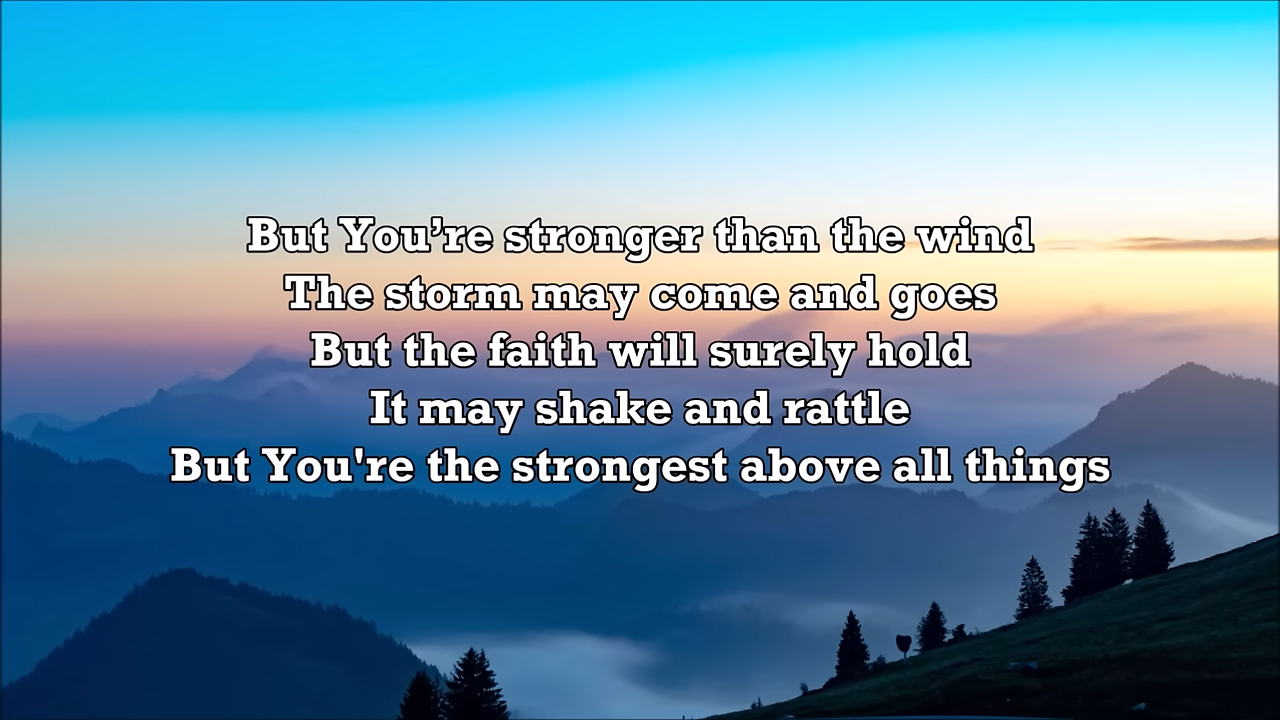 But You’re stronger than the wind
The storm may come and goes
But the faith will surely hold
It may shake and rattle
But You're the strongest above all things